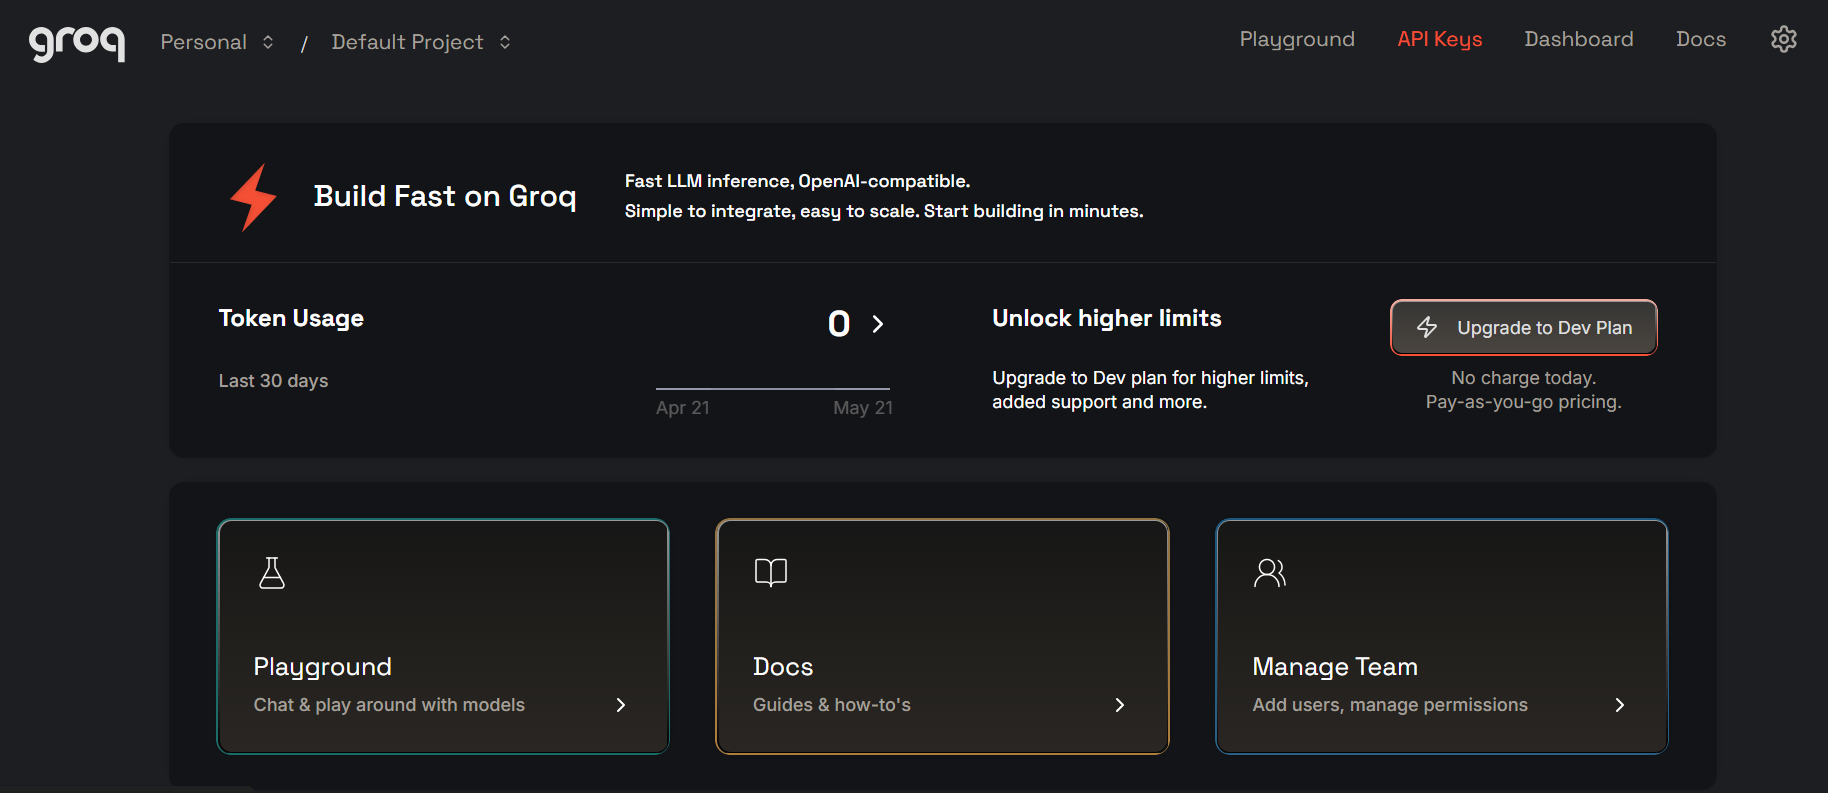 groq
Personal / Default Project
Playground
API Keys
Dashboard
Docs
Build Fast on Groq
Fast LLM inference, OpenAI-compatible.
Simple to integrate, easy to scale. Start building in minutes.
Token Usage
0
Last 30 days
Apr 21
May 21
Unlock higher limits
Upgrade to Dev plan for higher limits,
added support and more.
Upgrade to Dev Plan
No charge today.
Pay-as-you-go pricing.
Playground
Chat & play around with models
Docs
Guides & how-to's
Manage Team
Add users, manage permissions